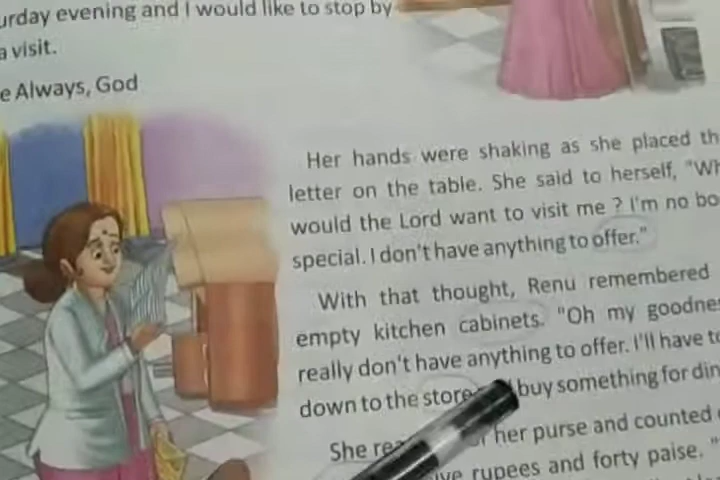 urday evening and I would like to stop by
a visit.
e Always, God
Her hands were shaking as she placed th
letter on the table. She said to herself, "Wh
would the Lord want to visit me ? I'm no bo
special. I don't have anything to offer."
With that thought, Renu remembered
empty kitchen cabinets. "Oh my goodnes
really don't have anything to offer. I'll have to
down to the store buy something for din
She rea her purse and counted
ve rupees and forty paise. "